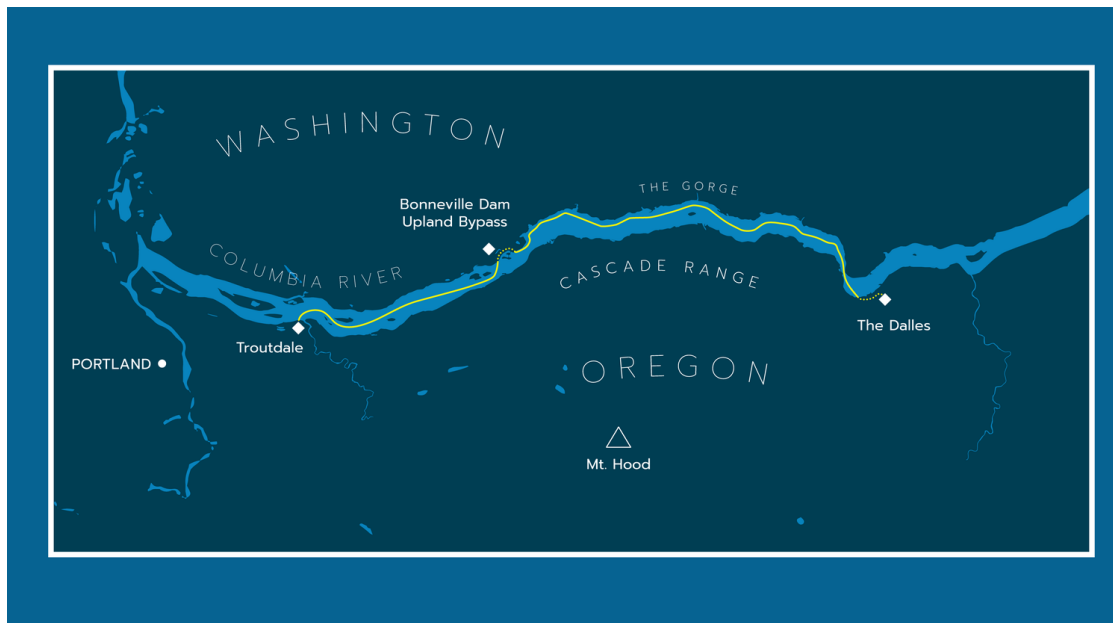 WASHINGTON
THE GORGE
Bonneville Dam
Upland Bypass
COLUMBIA RIVER
CASCADE RANGE
The Dalles
Troutdale
PORTLAND
OREGON
Mt. Hood